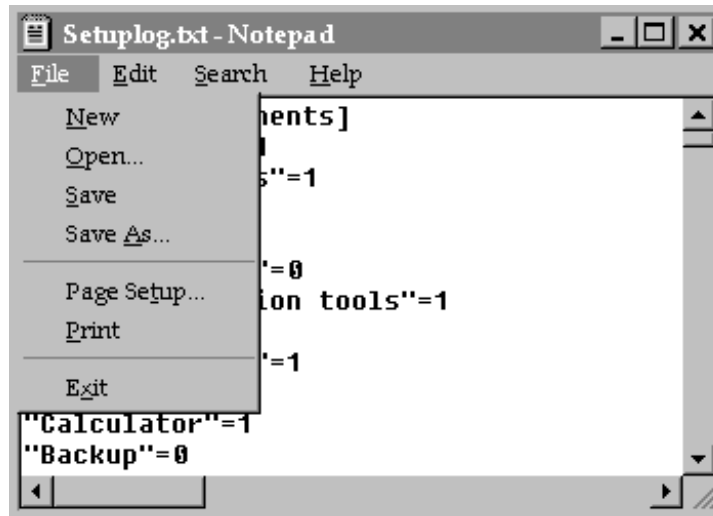 Setuplog.txt - Notepad
File Edit Search Help
New
Open...
Save
Save As...
Page Setup...
Print
Exit
ents]
"=1
"=0
ion tools"=1
"=1
"Calculator"=1
"Backup"=0